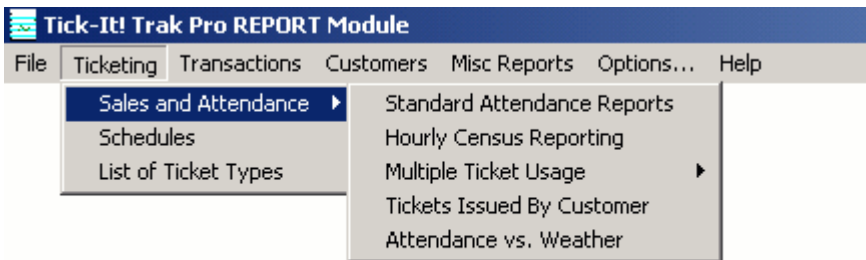 Tick-It! Trak Pro REPORT Module
File Ticketing Transactions Customers Misc Reports Options... Help
Sales and Attendance
Schedules
List of Ticket Types
Standard Attendance Reports
Hourly Census Reporting
Multiple Ticket Usage
Tickets Issued By Customer
Attendance vs. Weather